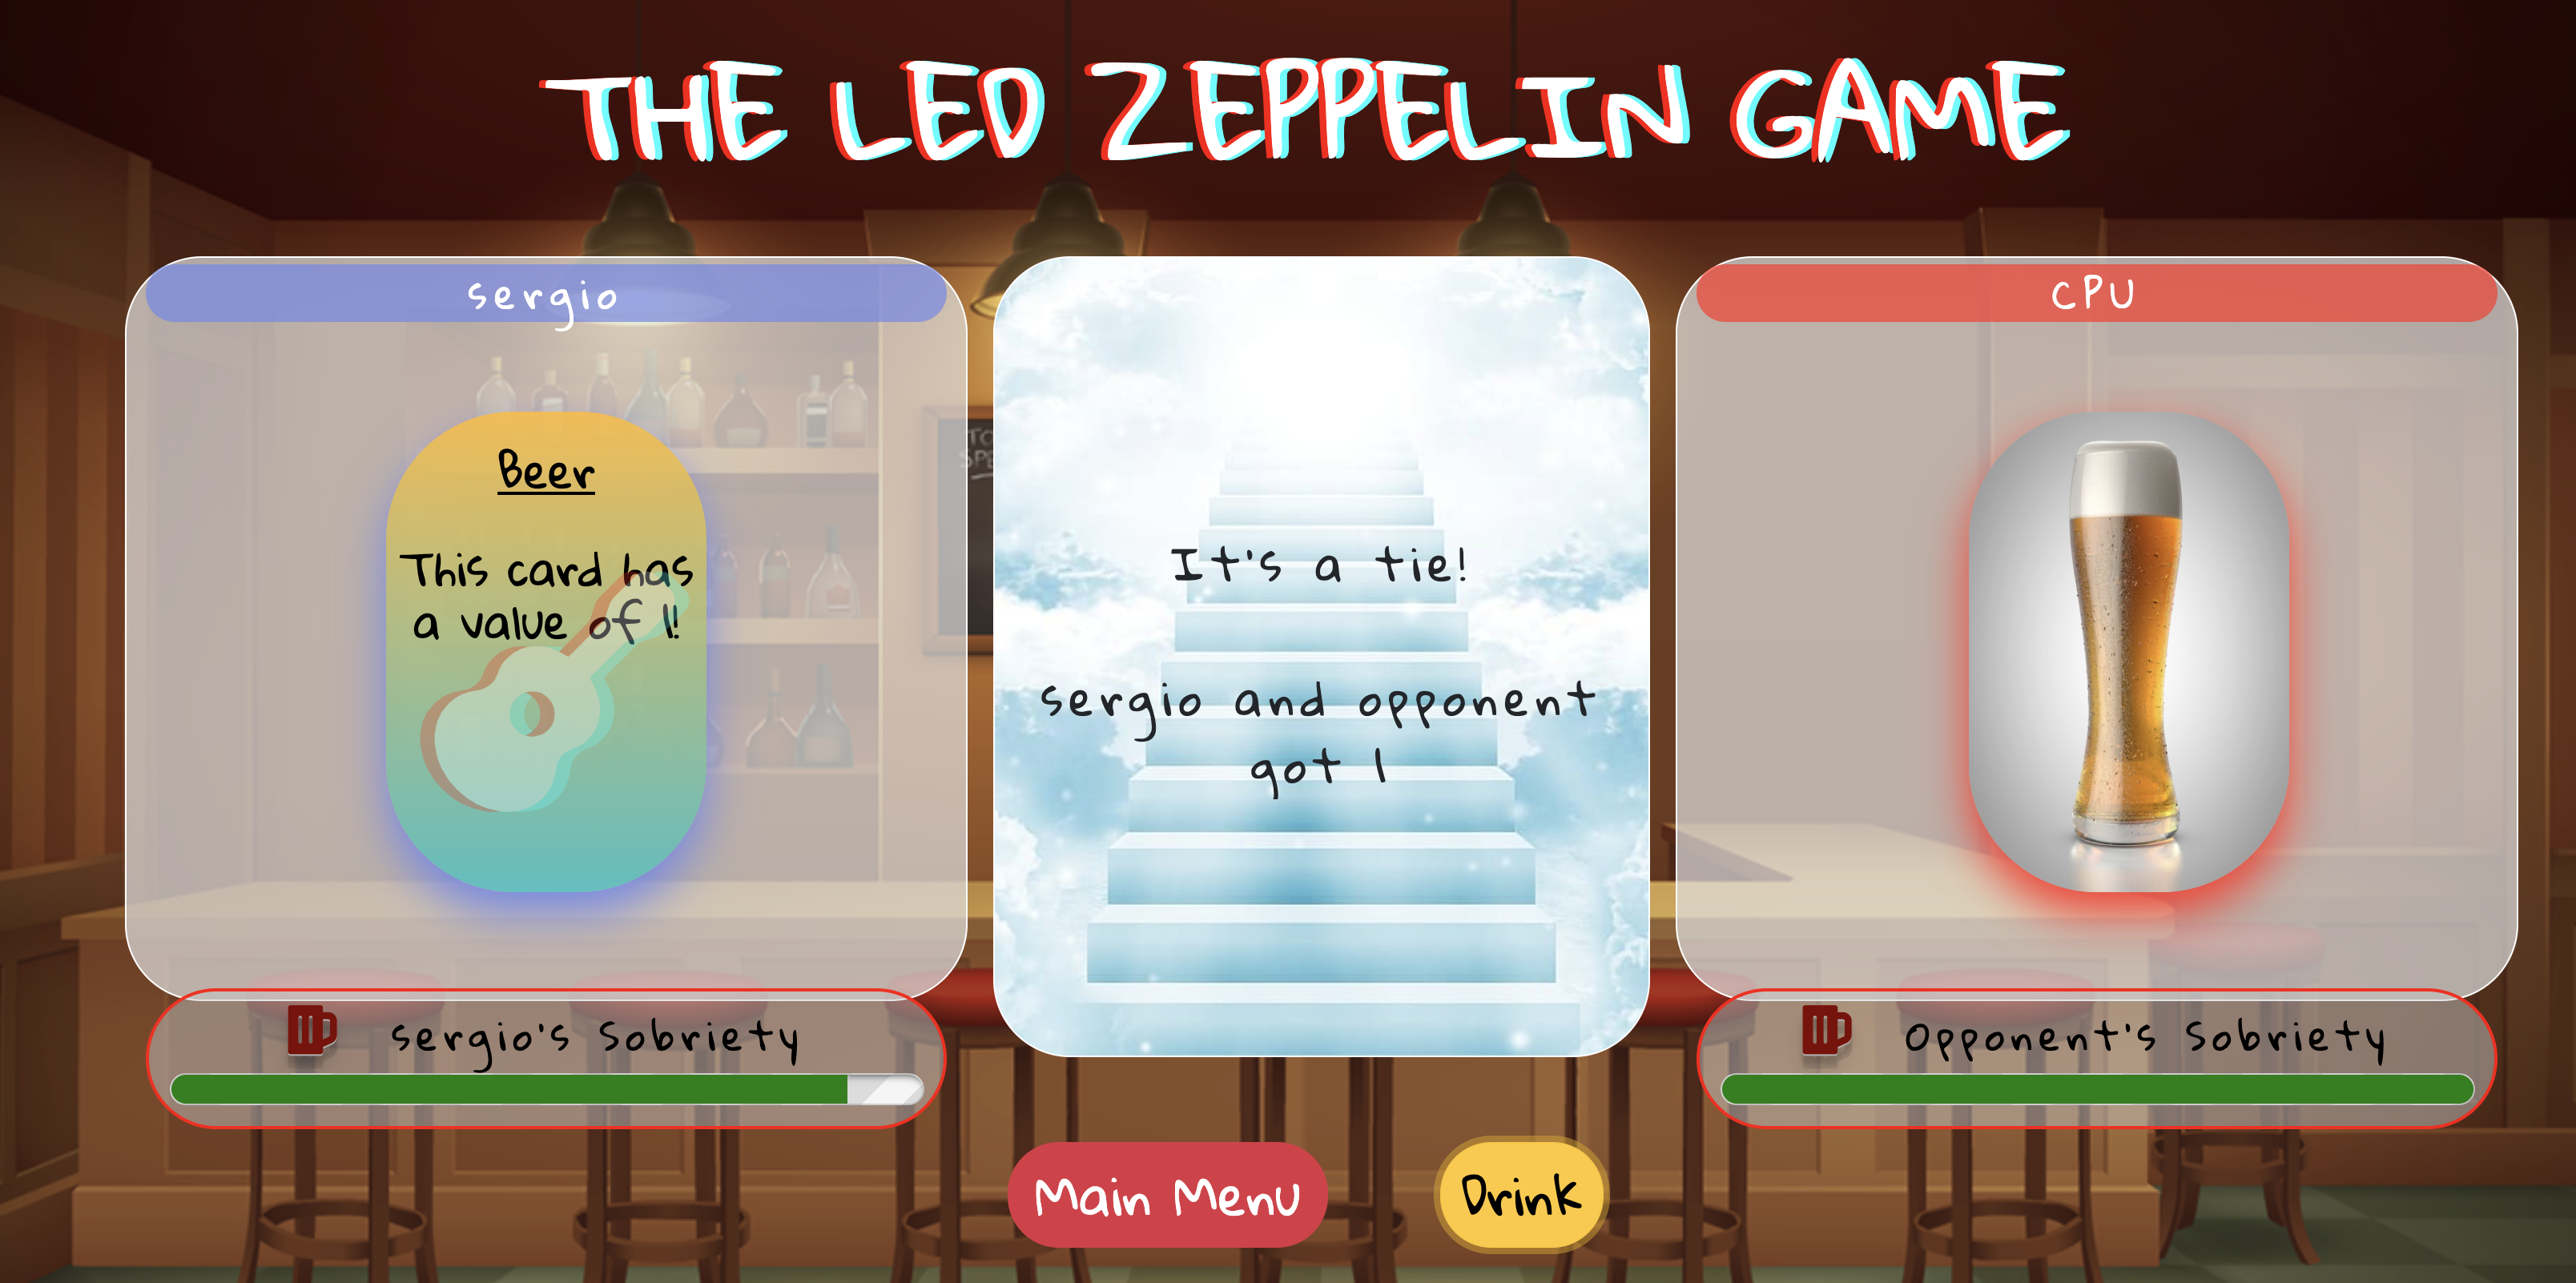 THE LED ZEPPELIN GAME
sergio
Beer
This card has
a value of 1!
It's a tie!
sergio and opponent
got 1
CPU
sergio's Sobriety
Opponent's Sobriety
Main Menu
Drink